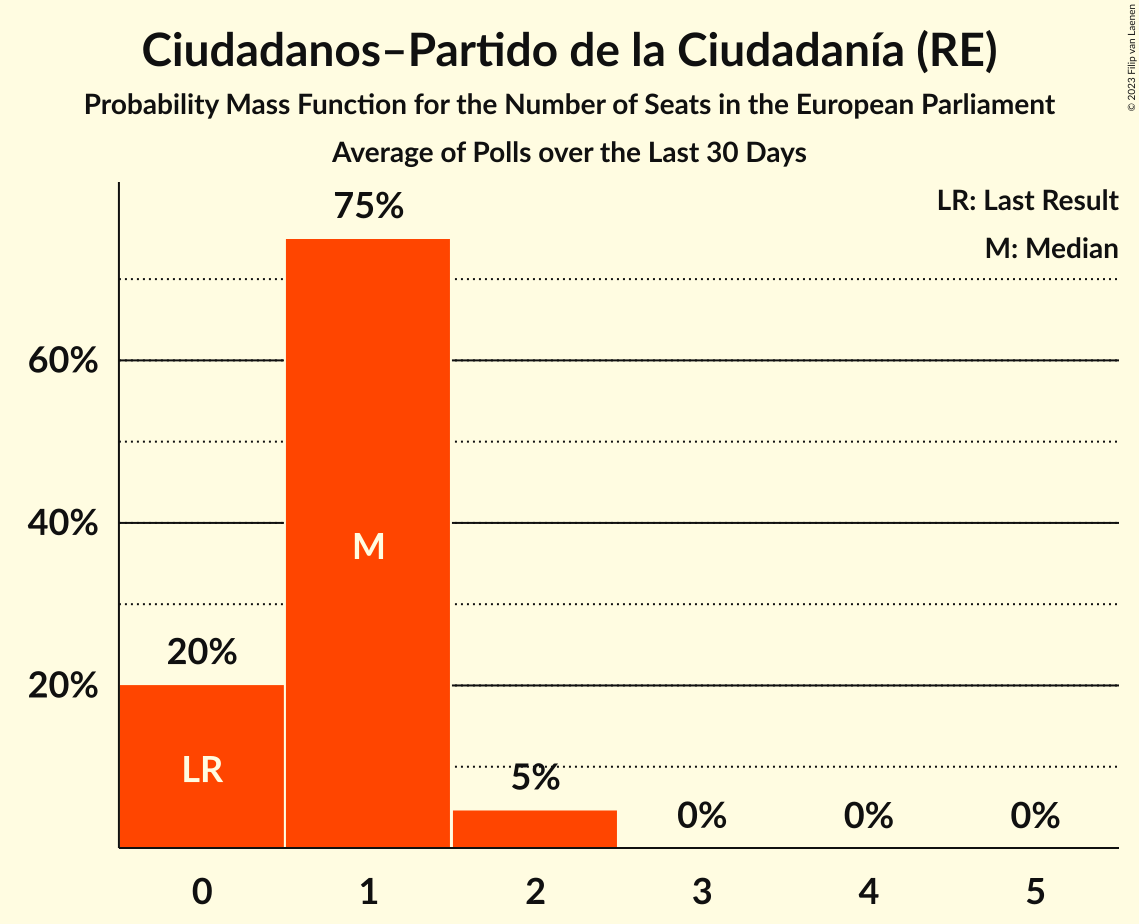 Ciudadanos–Partido de la Ciudadanía (RE)
Probability Mass Function for the Number of Seats in the European Parliament
Average of Polls over the Last 30 Days
© 2023 Filip van Laenen
LR: Last Result
M: Median
75%
60%
40%
20%
20%
5%
0%
0%
0%
M
LR
0
1
2
3
4
5